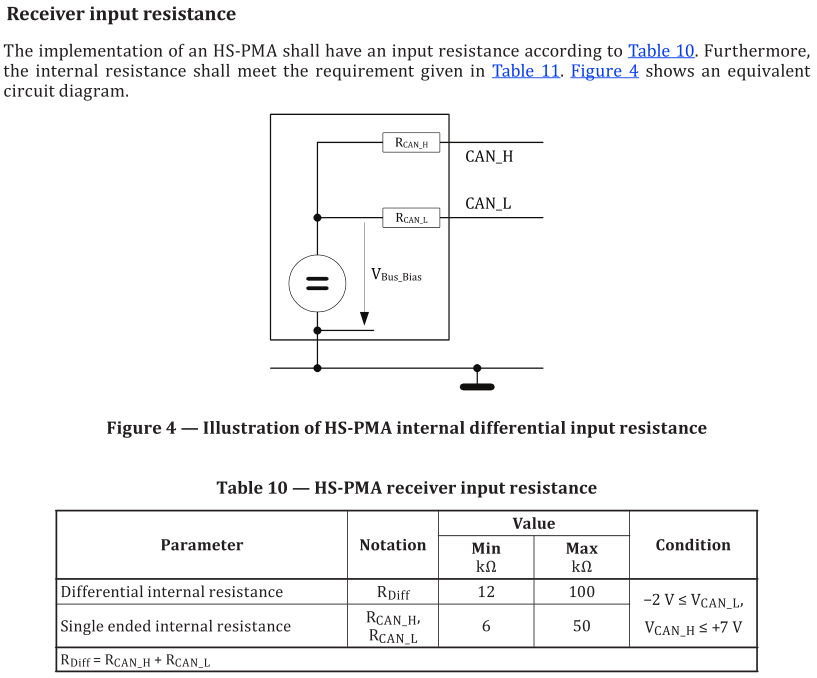 Receiver input resistance
The implementation of an HS-PMA shall have an input resistance according to Table 10. Furthermore,
the internal resistance shall meet the requirement given in Table 11. Figure 4 shows an equivalent
circuit diagram.
RCAN_H
CAN_H
CAN_L
RCAN_L
VBus_Bias
Figure 4 — Illustration of HS-PMA internal differential input resistance
Table 10 — HS-PMA receiver input resistance
Parameter Notation Value Condition
Min Max
kΩ kΩ
Differential internal resistance RDiff 12 100 −2 V ≤ VCAN_L,
Single ended internal resistance RCAN_H, RCAN_L 6 50 VCAN_H ≤ +7 V
RDiff = RCAN_H + RCAN_L